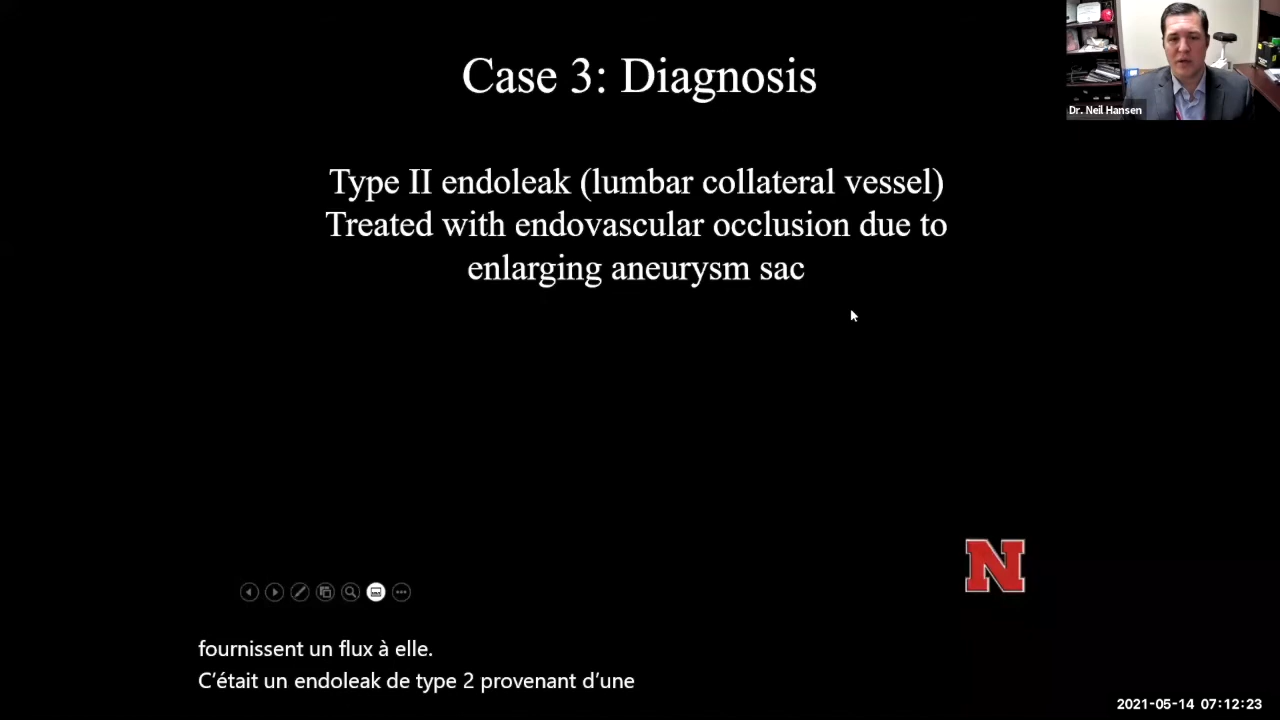 Case 3: Diagnosis
Dr. Neil Hansen
Type II endoleak (lumbar collateral vessel)
Treated with endovascular occlusion due to
enlarging aneurysm sac
N
fournissent un flux à elle.
C'était un endoleak de type 2 provenant d'une
2021-05-14 07:12:23